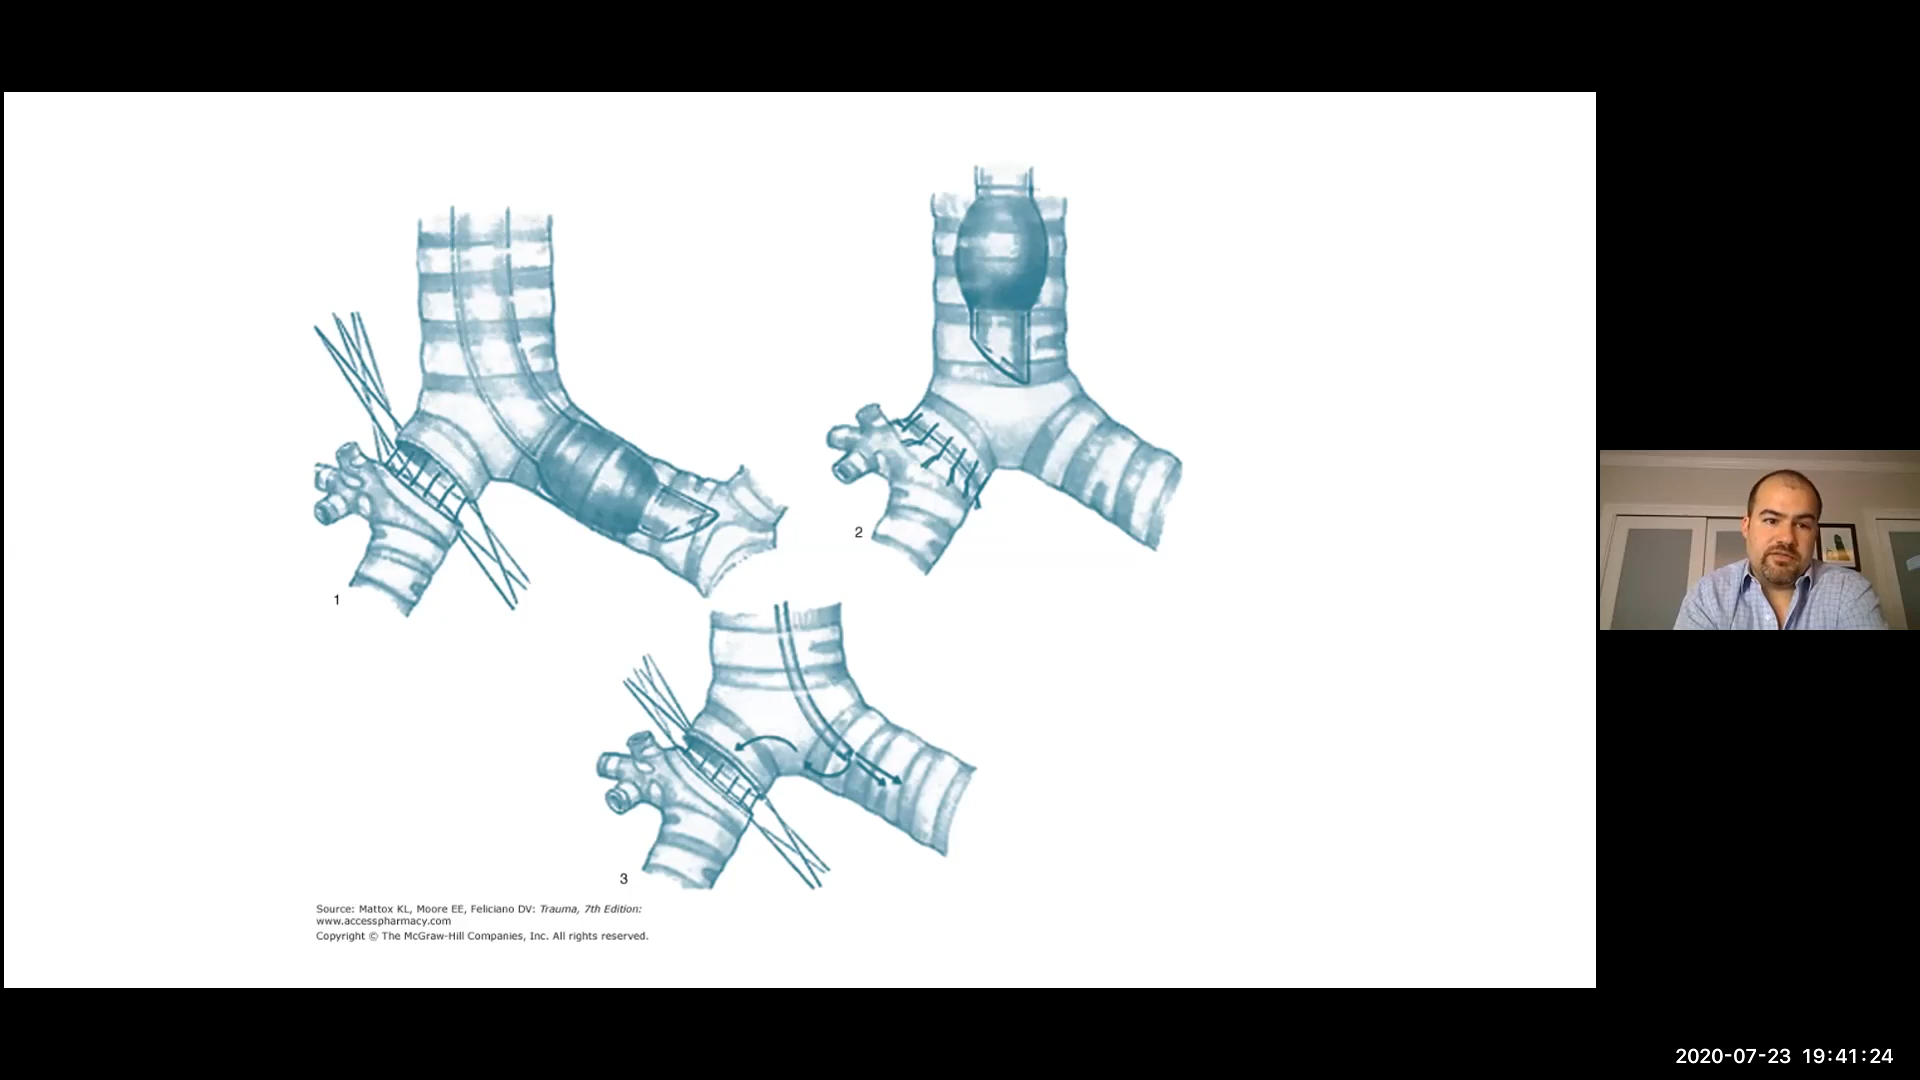 1
2
3
Source: Mattox KL, Moore EE, Feliciano DV: Trauma, 7th Edition:
www.accesspharmacy.com
Copyright © The McGraw-Hill Companies, Inc. All rights reserved.
2020-07-23 19:41:24